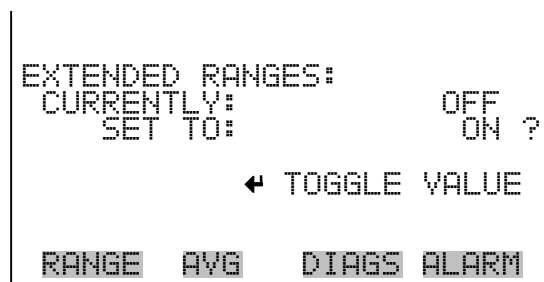 EXTENDED RANGES:
CURRENTLY: OFF
SET TO: ON ?
↵ TOGGLE VALUE
RANGE AVG DIAGS ALARM